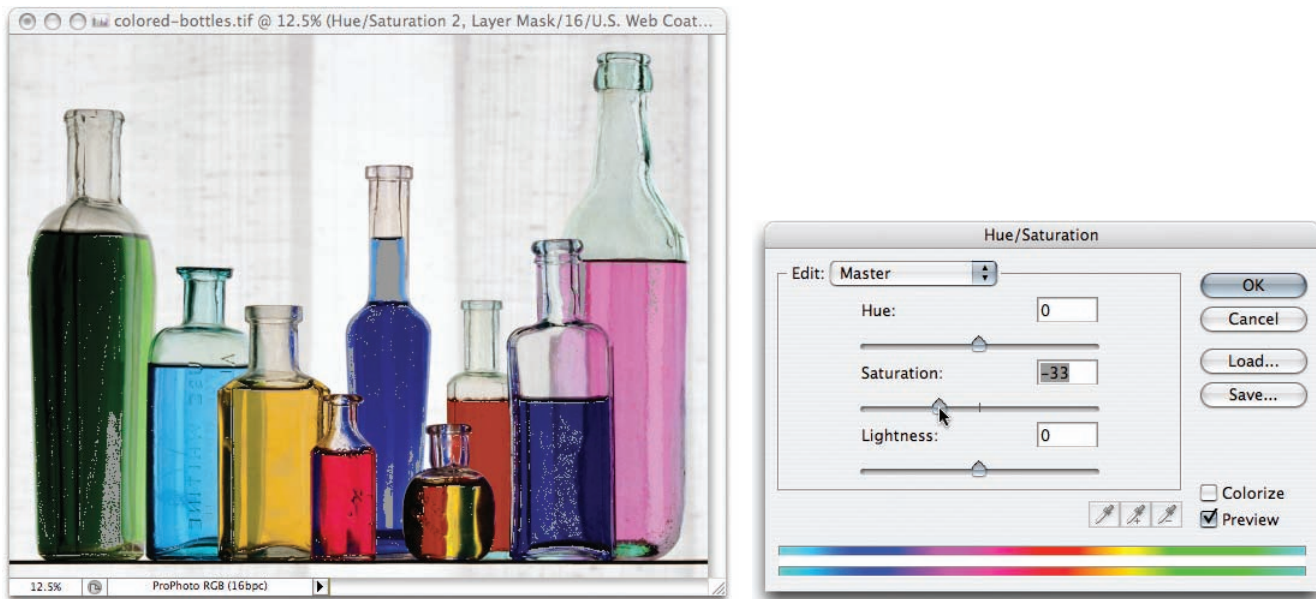 colored-bottles.tif @ 12.5% (Hue/Saturation 2, Layer Mask/16/U.S. Web Coat...
12.5%
ProPhoto RGB (16bpc)
Hue/Saturation
Edit: Master
Hue: 0
Saturation: -33
Lightness: 0
OK
Cancel
Load...
Save...
Colorize
Preview